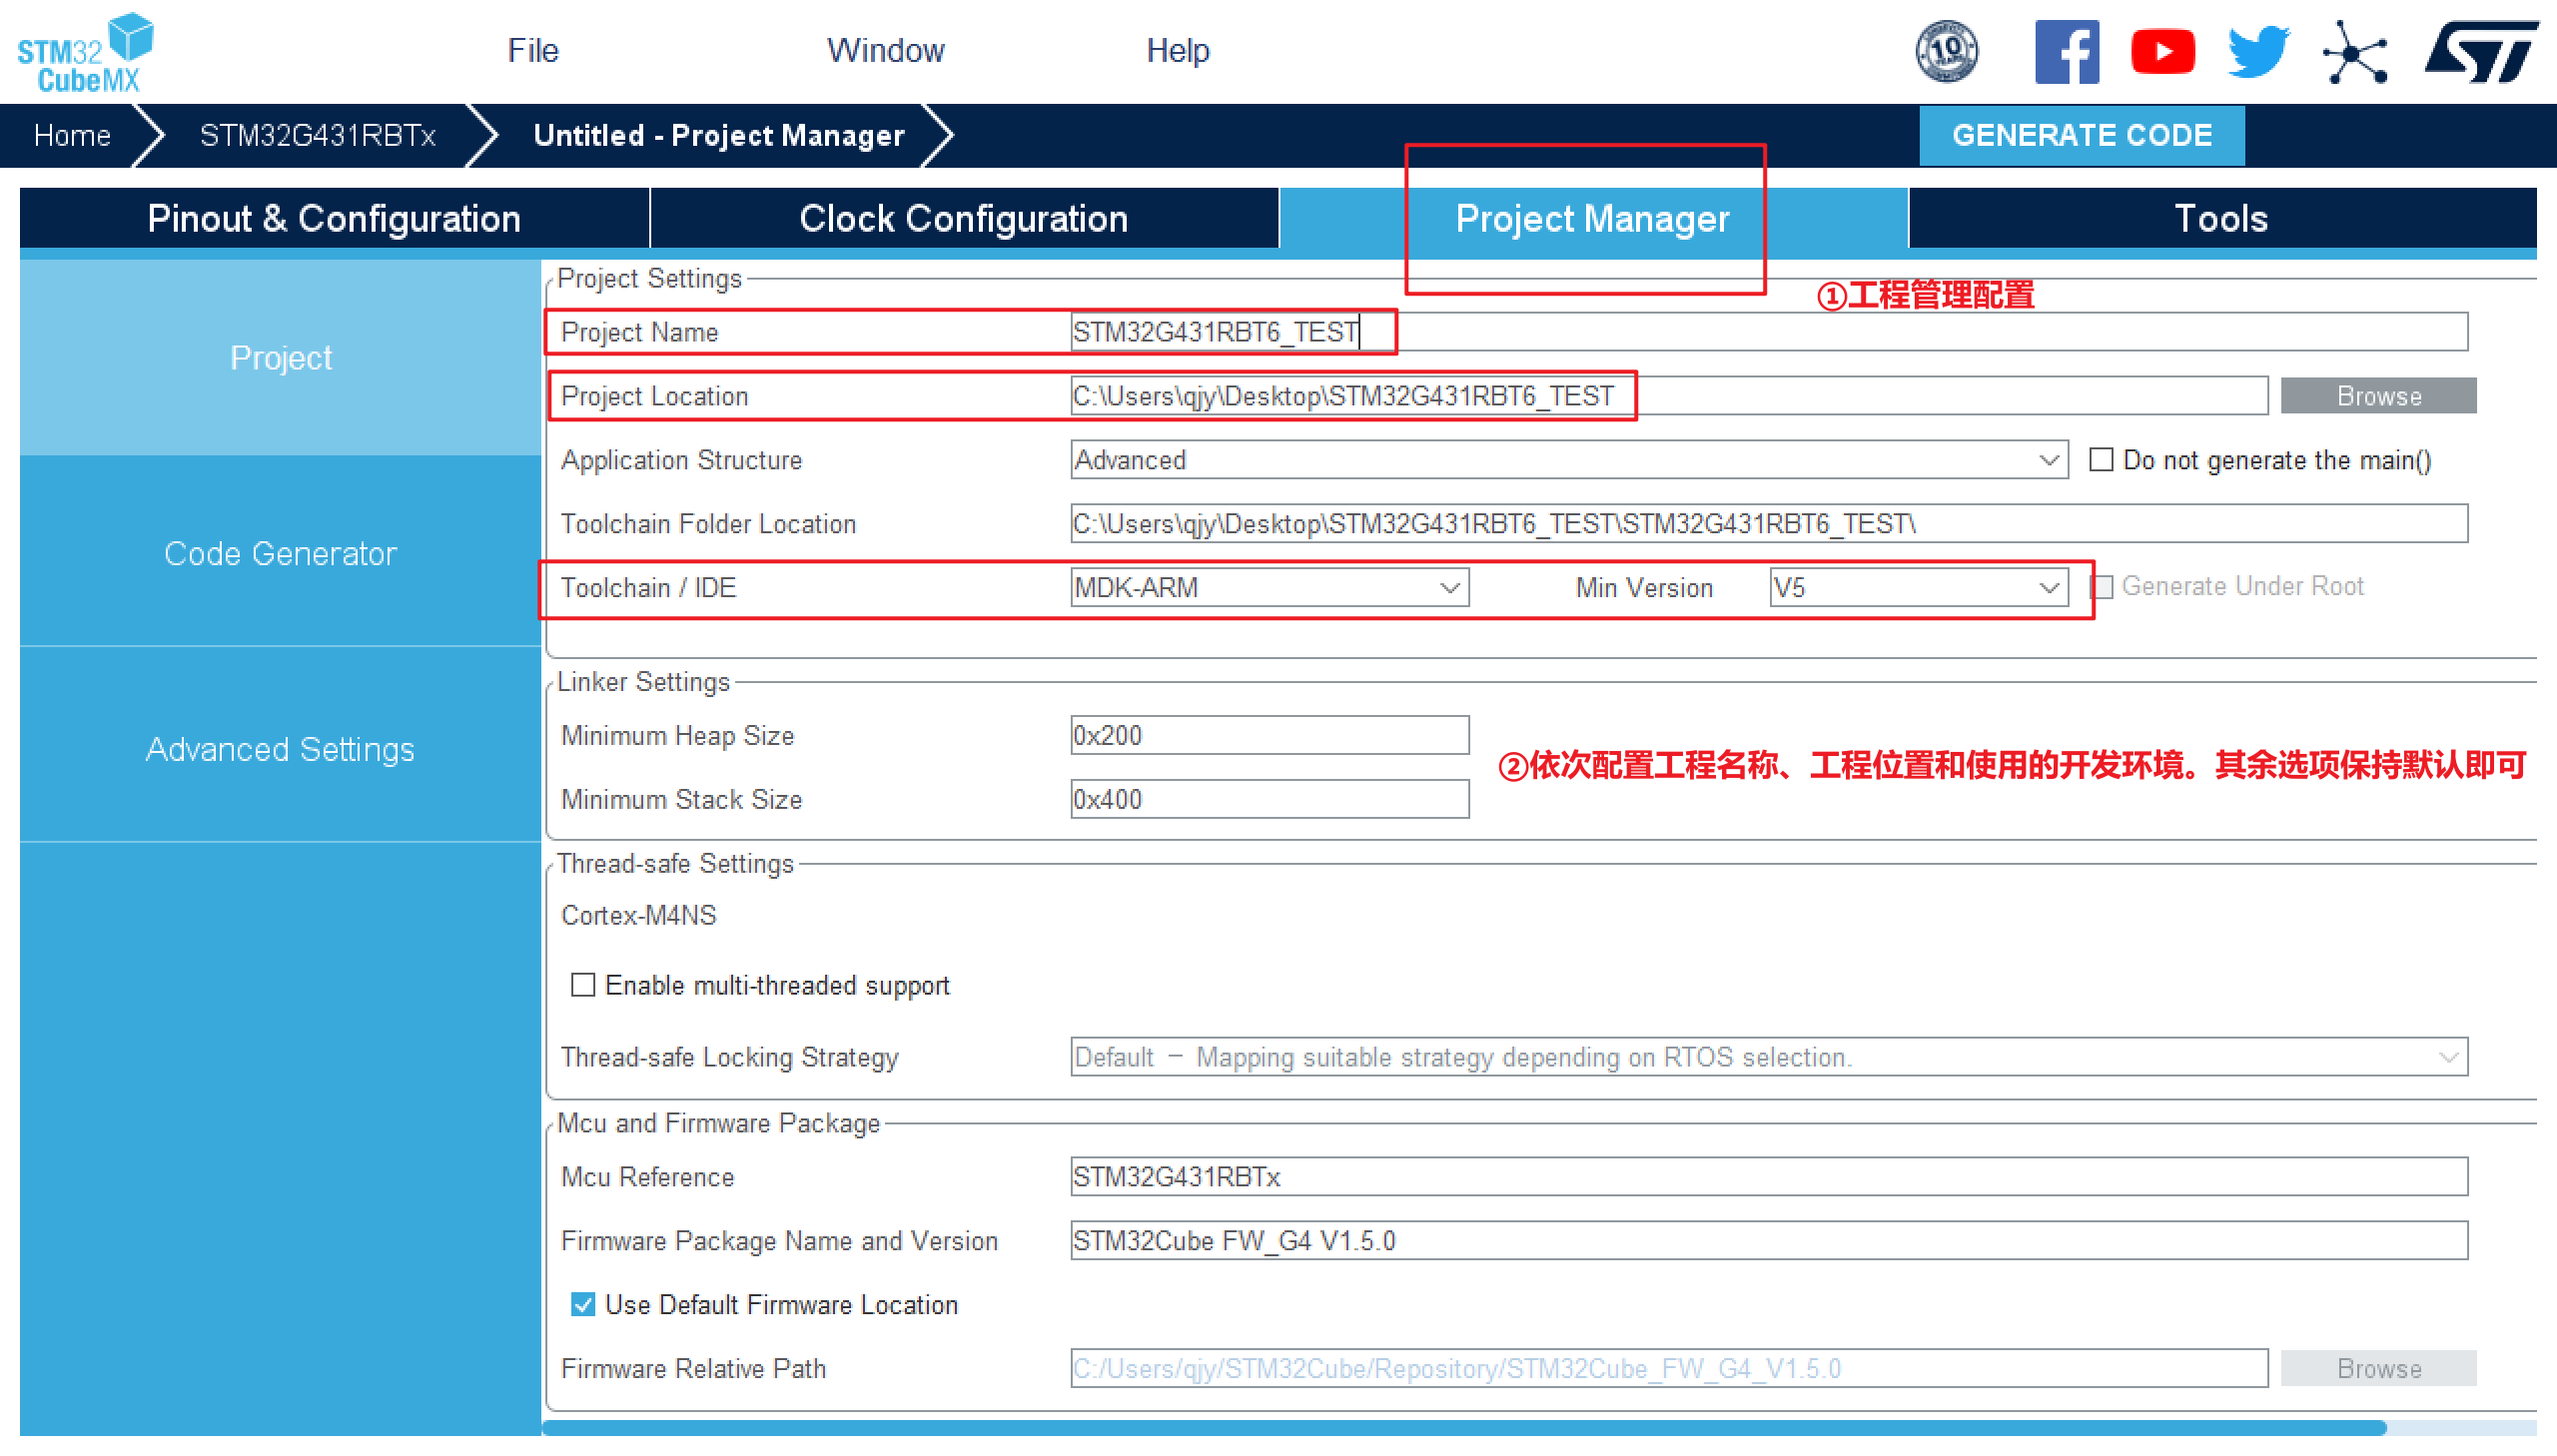 STM32
CubeMX
File Window Help
10 YEARS
Home STM32G431RBTx Untitled - Project Manager GENERATE CODE
Pinout & Configuration Clock Configuration Project Manager Tools
Project Settings
①工程管理配置
Project Name STM32G431RBT6_TEST
Project
Project Location C:\Users\qjy\Desktop\STM32G431RBT6_TEST Browse
Application Structure Advanced Do not generate the main()
Toolchain Folder Location C:\Users\qjy\Desktop\STM32G431RBT6_TEST\STM32G431RBT6_TEST\
Code Generator
Toolchain / IDE MDK-ARM Min Version V5 Generate Under Root
Linker Settings
Minimum Heap Size 0x200
Advanced Settings
②依次配置工程名称、工程位置和使用的开发环境。其余选项保持默认即可
Minimum Stack Size 0x400
Thread-safe Settings
Cortex-M4NS
Enable multi-threaded support
Thread-safe Locking Strategy Default – Mapping suitable strategy depending on RTOS selection.
Mcu and Firmware Package
Mcu Reference STM32G431RBTx
Firmware Package Name and Version STM32Cube FW_G4 V1.5.0
Use Default Firmware Location
Firmware Relative Path C:/Users/qjy/STM32Cube/Repository/STM32Cube_FW_G4_V1.5.0 Browse